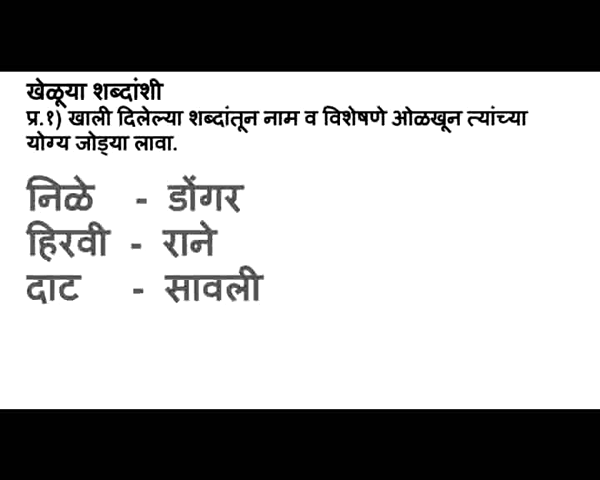 खेळूया शब्दांशी
प्र.१) खाली दिलेल्या शब्दांतून नाम व विशेषणे ओळखून त्यांच्या
योग्य जोड्या लावा.
निळे - डोंगर
हिरवी - राने
दाट - सावली